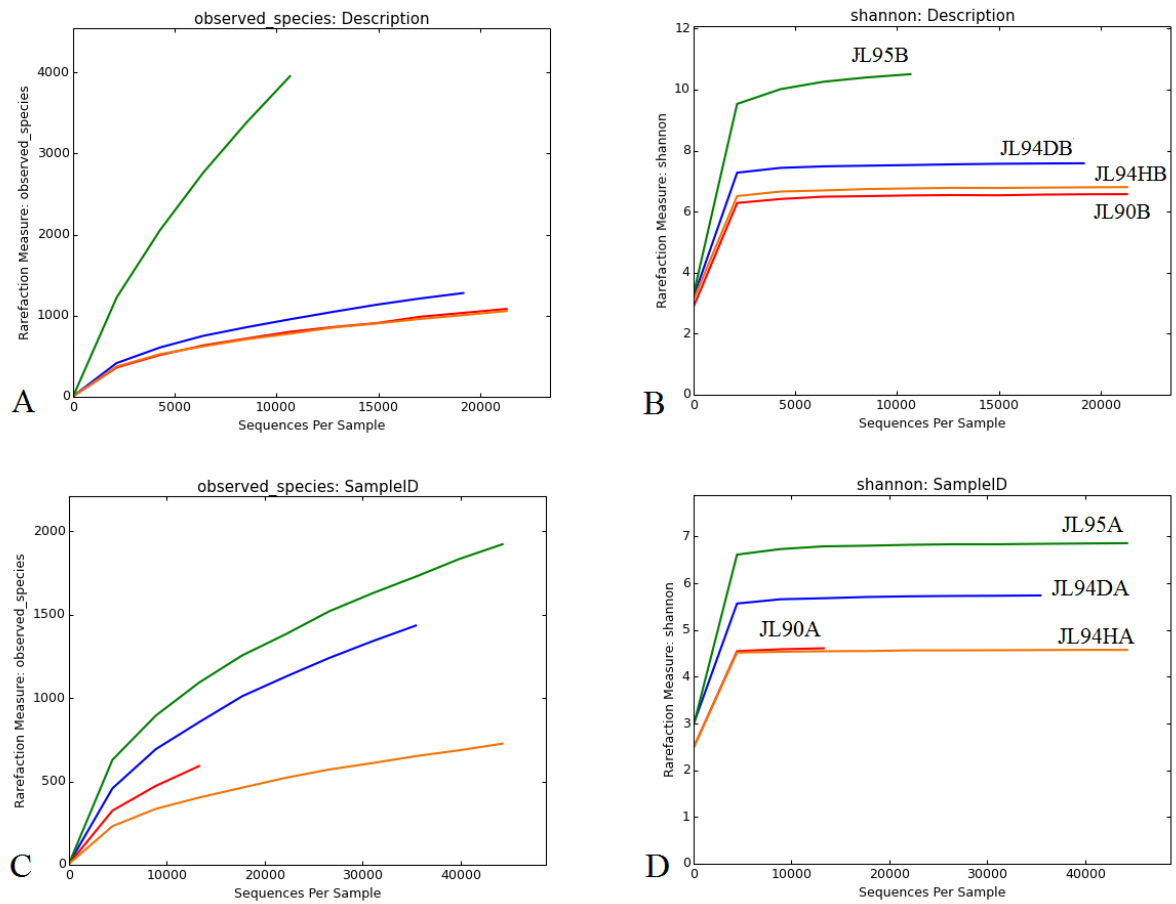 observed_species: Description
Rarefaction Measure: observed_species
4000
3000
2000
1000
0
0 5000 10000 15000 20000
Sequences Per Sample
A
shannon: Description
Rarefaction Measure: shannon
12
10
8
6
4
2
0
JL95B
JL94DB
JL94HB
JL90B
0 5000 10000 15000 20000
Sequences Per Sample
B
observed_species: SampleID
Rarefaction Measure: observed_species
2000
1500
1000
500
0
0 10000 20000 30000 40000
Sequences Per Sample
C
shannon: SampleID
Rarefaction Measure: shannon
7
6
5
4
3
2
1
0
JL95A
JL94DA
JL90A
JL94HA
0 10000 20000 30000 40000
Sequences Per Sample
D